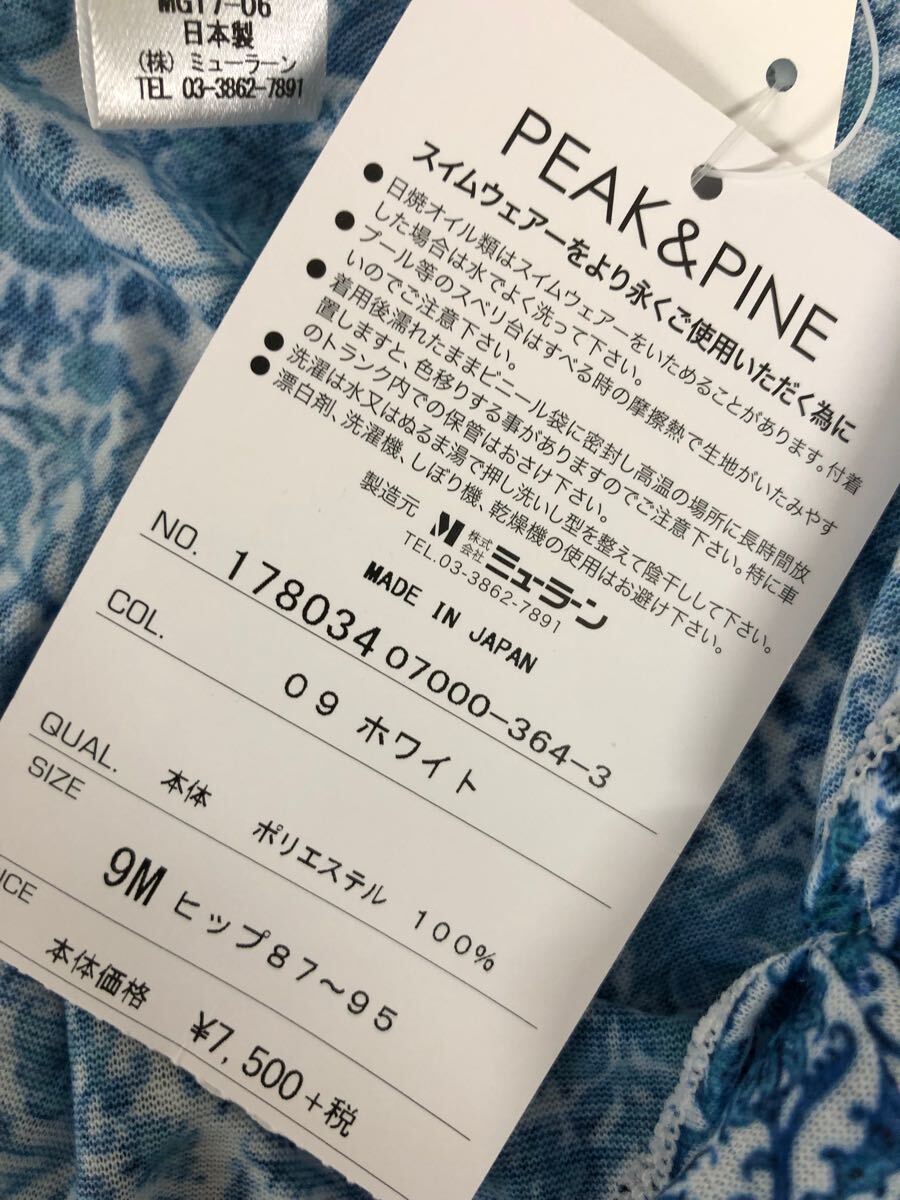 MG17-06
日本製
(株) ミューラーン
TEL 03-3862-7891
PEAK&PINE
スイムウェアーをより永くご使用いただく為に
● 日焼オイル類はスイムウェアーをいためることがあります。付着
した場合は水でよく洗って下さい。
● プール等のスベリ台はすべる時の摩擦熱で生地がいたみやす
いのでご注意下さい。
● 着用後濡れたままビニール袋に密封し高温の場所に長時間放
置しますと、色移りする事がありますのでご注意下さい。特に車
のトランク内での保管はおさけ下さい。
● 洗濯は水又はぬるま湯で押し洗いし型を整えて陰干しして下さい。
● 漂白剤、洗濯機、しぼり機、乾燥機の使用はお避け下さい。
製造元 M 株式会社 ミューラーン
TEL.03-3862-7891
MADE IN JAPAN
NO. 178034 07000-364-3
COL. 09 ホワイト
QUAL. 本体 ポリエステル 100%
SIZE 9M ヒップ87~95
ICE 本体価格 ¥7,500+税